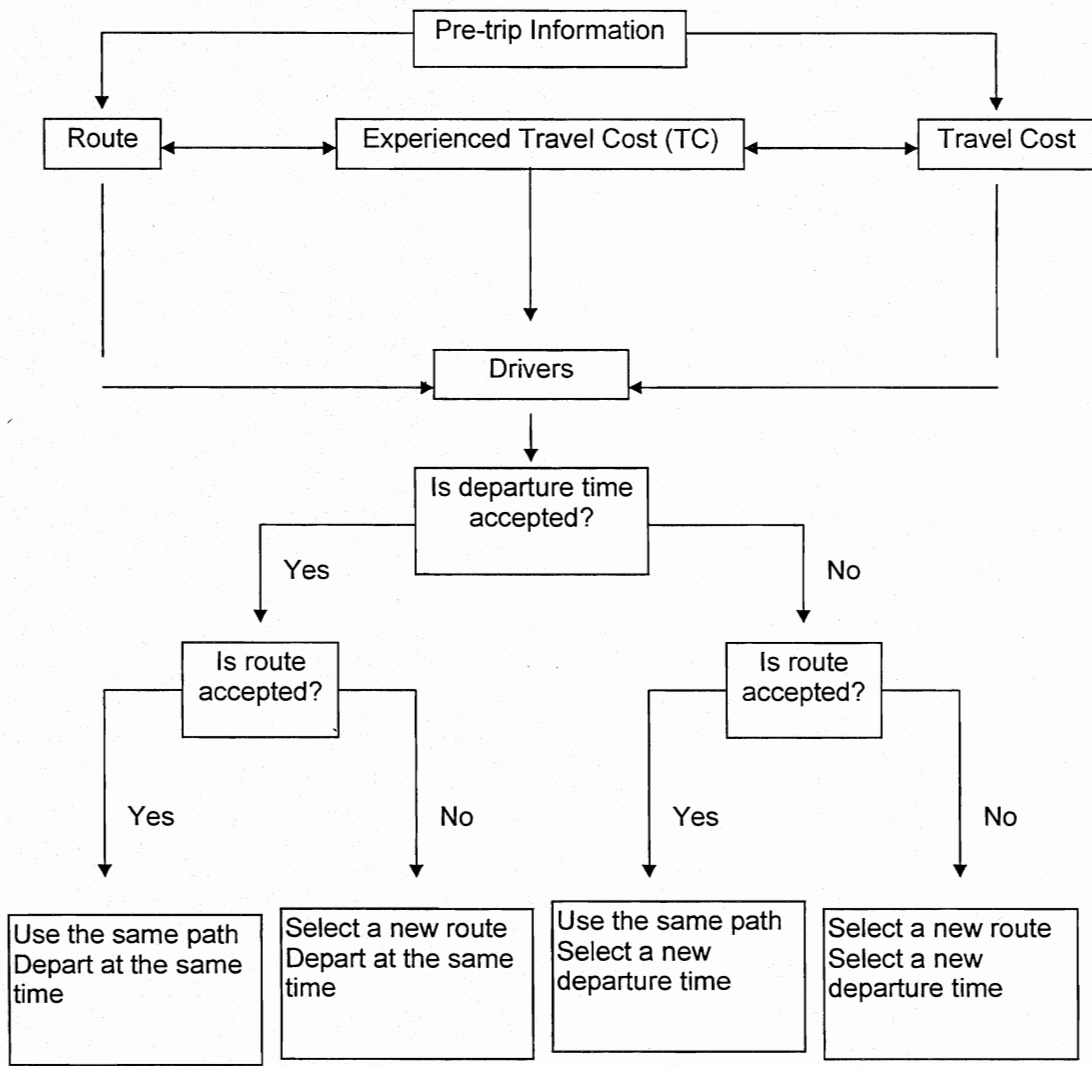 Pre-trip Information
Route
Experienced Travel Cost (TC)
Travel Cost
Drivers
Is departure time
accepted?
Yes
No
Is route
accepted?
Is route
accepted?
Yes
No
Yes
No
Use the same path
Depart at the same
time
Select a new route
Depart at the same
time
Use the same path
Select a new
departure time
Select a new route
Select a new
departure time